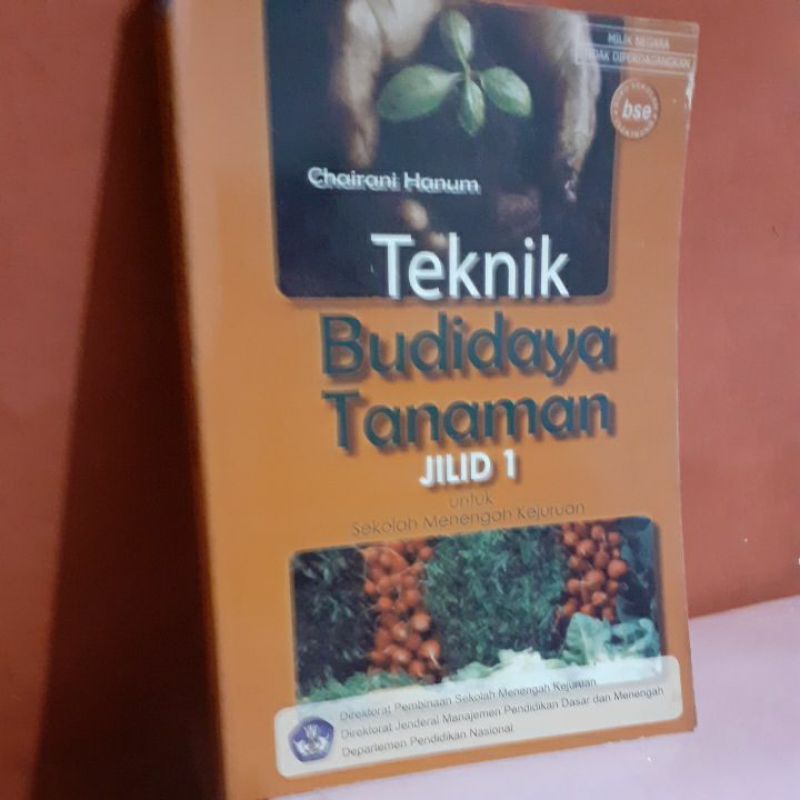 MILIK NEGARA
TIDAK DIPERDAGANGKAN
bse
Chairani Hanum
Teknik
Budidaya
Tanaman
JILID 1
untuk
Sekolah Menengah Kejuruan
Direktorat Pembinaan Sekolah Menengah Kejuruan
Direktorat Jenderal Manajemen Pendidikan Dasar dan Menengah
Departemen Pendidikan Nasional